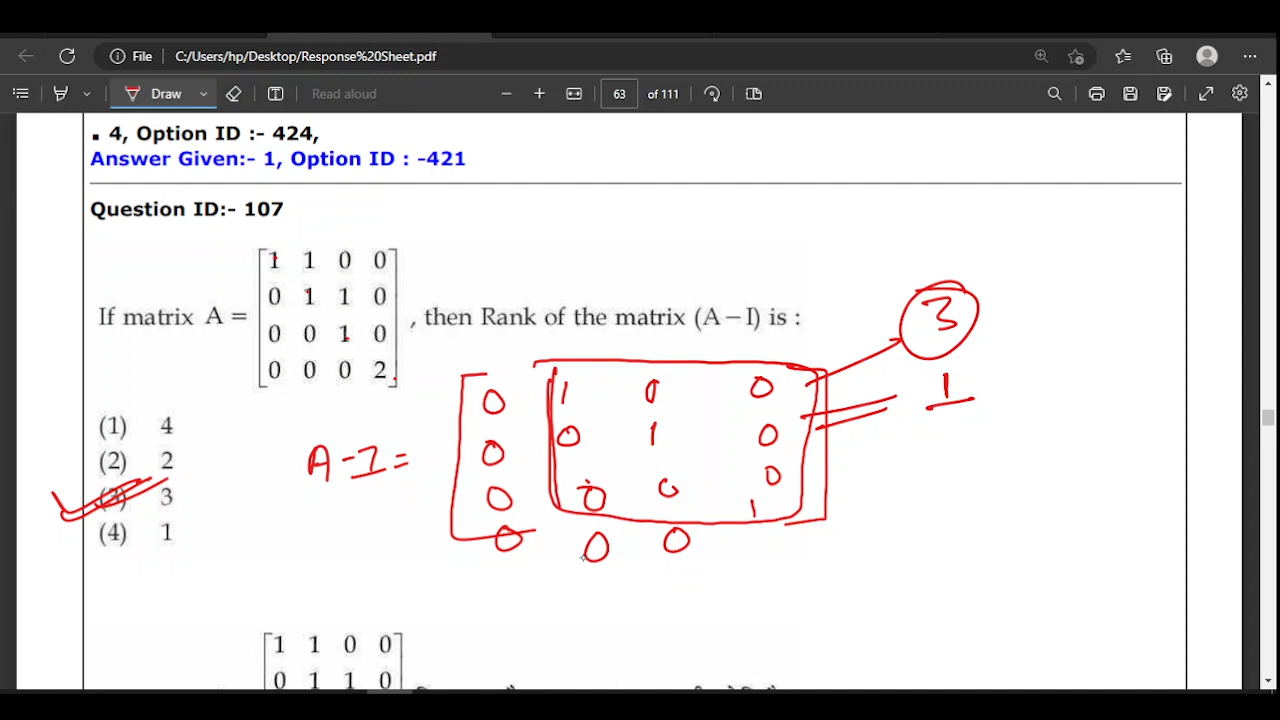 File C:/Users/hp/Desktop/Response%20Sheet.pdf
Draw Read aloud 63 of 111
. 4, Option ID :- 424,
Answer Given:- 1, Option ID : -421
Question ID:- 107
If matrix A = [1 1 0 0
0 1 1 0
0 0 1 0
0 0 0 2], then Rank of the matrix (A − I) is :
(1) 4
(2) 2
(3) 3
(4) 1
A - I =
0 1 0 0
0 0 1 0
0 0 0 0
0 0 0 1
3
1
1 1 0 0
0 1 1 0